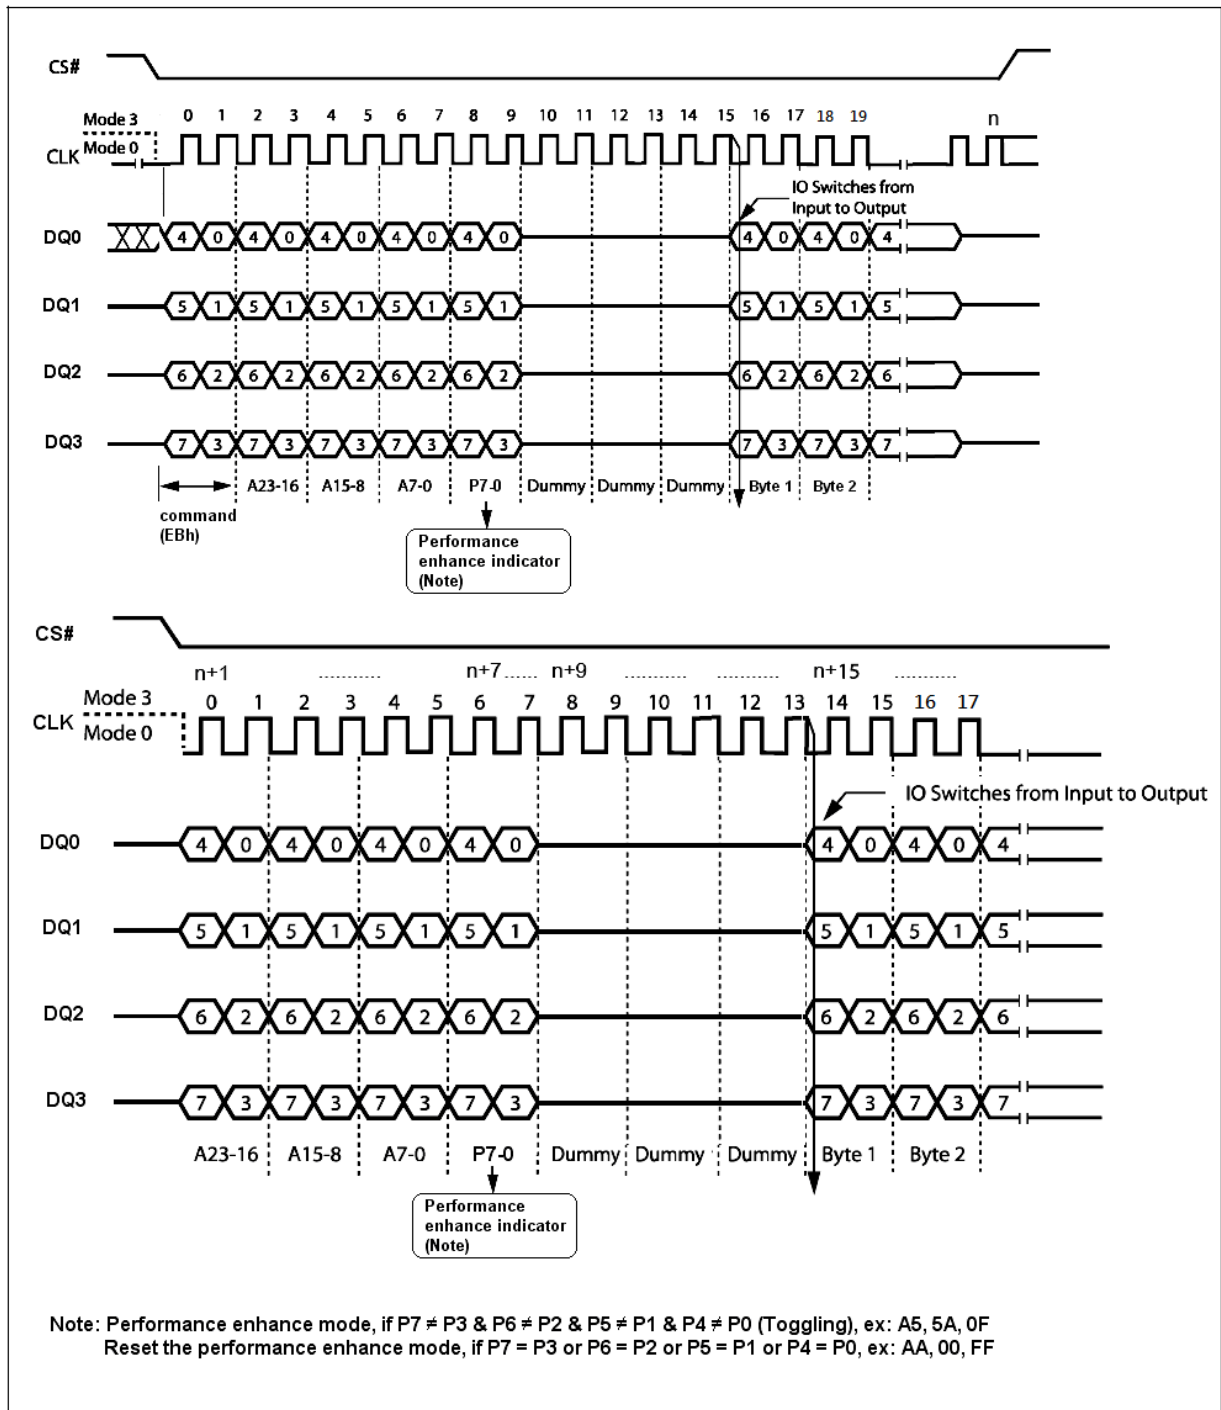 CS#
Mode 3
0 1 2 3 4 5 6 7 8 9 10 11 12 13 14 15 16 17 18 19 n
Mode 0
CLK
IO Switches from
Input to Output
DQ0 4 0 4 0 4 0 4 0 4 0 4 0 4 0 4
DQ1 5 1 5 1 5 1 5 1 5 1 5 1 5 1 5
DQ2 6 2 6 2 6 2 6 2 6 2 6 2 6 2 6
DQ3 7 3 7 3 7 3 7 3 7 3 7 3 7 3 7
A23-16 A15-8 A7-0 P7-0 Dummy Dummy Dummy Byte 1 Byte 2
command
(EBh)
Performance
enhance indicator
(Note)
CS#
n+1 ........... n+7 ...... n+9 ........... ........... n+15 ...........
Mode 3
0 1 2 3 4 5 6 7 8 9 10 11 12 13 14 15 16 17
CLK
Mode 0
IO Switches from Input to Output
DQ0 4 0 4 0 4 0 4 0 4 0 4 0 4
DQ1 5 1 5 1 5 1 5 1 5 1 5 1 5
DQ2 6 2 6 2 6 2 6 2 6 2 6 2 6
DQ3 7 3 7 3 7 3 7 3 7 3 7 3 7
A23-16 A15-8 A7-0 P7-0 Dummy Dummy Dummy Byte 1 Byte 2
Performance
enhance indicator
(Note)
Note: Performance enhance mode, if P7 ≠ P3 & P6 ≠ P2 & P5 ≠ P1 & P4 ≠ P0 (Toggling), ex: A5, 5A, 0F
Reset the performance enhance mode, if P7 = P3 or P6 = P2 or P5 = P1 or P4 = P0, ex: AA, 00, FF